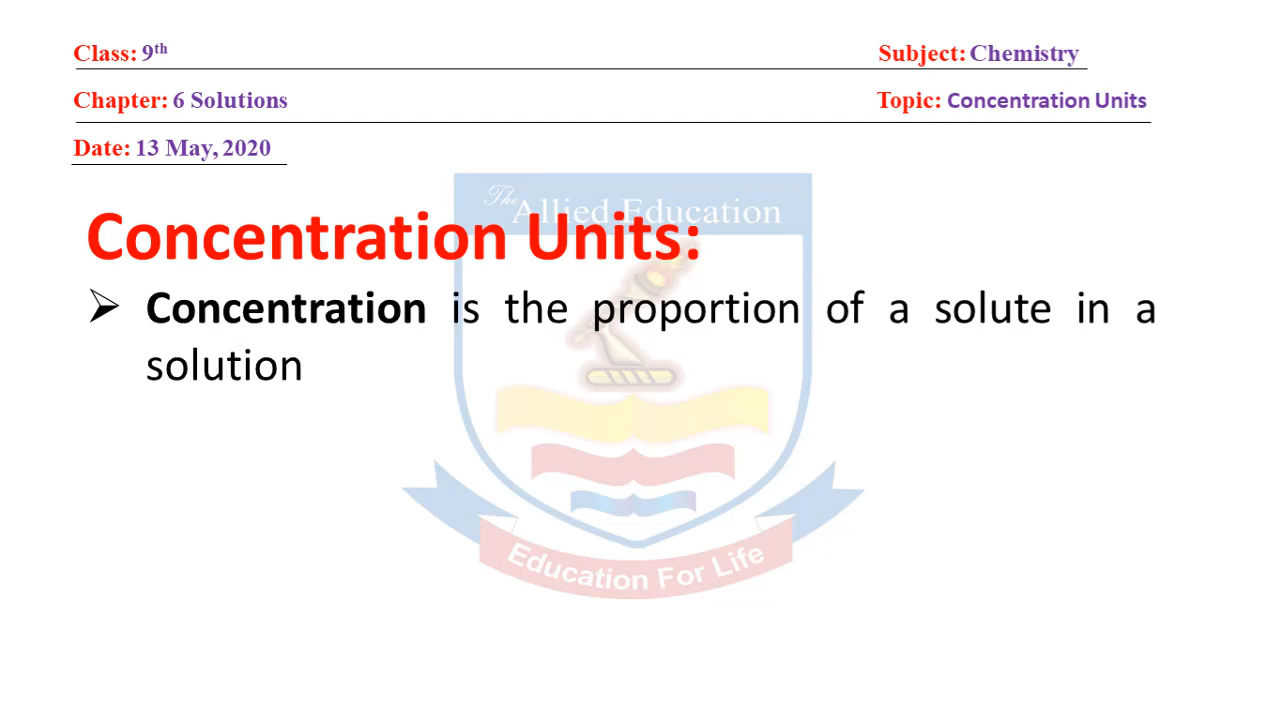 Class: 9th Subject: Chemistry
Chapter: 6 Solutions Topic: Concentration Units
Date: 13 May, 2020
The Allied Education
Concentration Units:
➢ Concentration is the proportion of a solute in a
solution
Education For Life